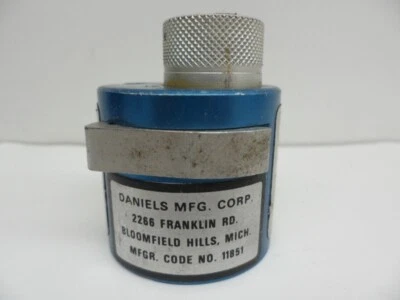 DANIELS MFG. CORP.
2266 FRANKLIN RD.
BLOOMFIELD HILLS, MICH.
MFGR. CODE NO. 11851